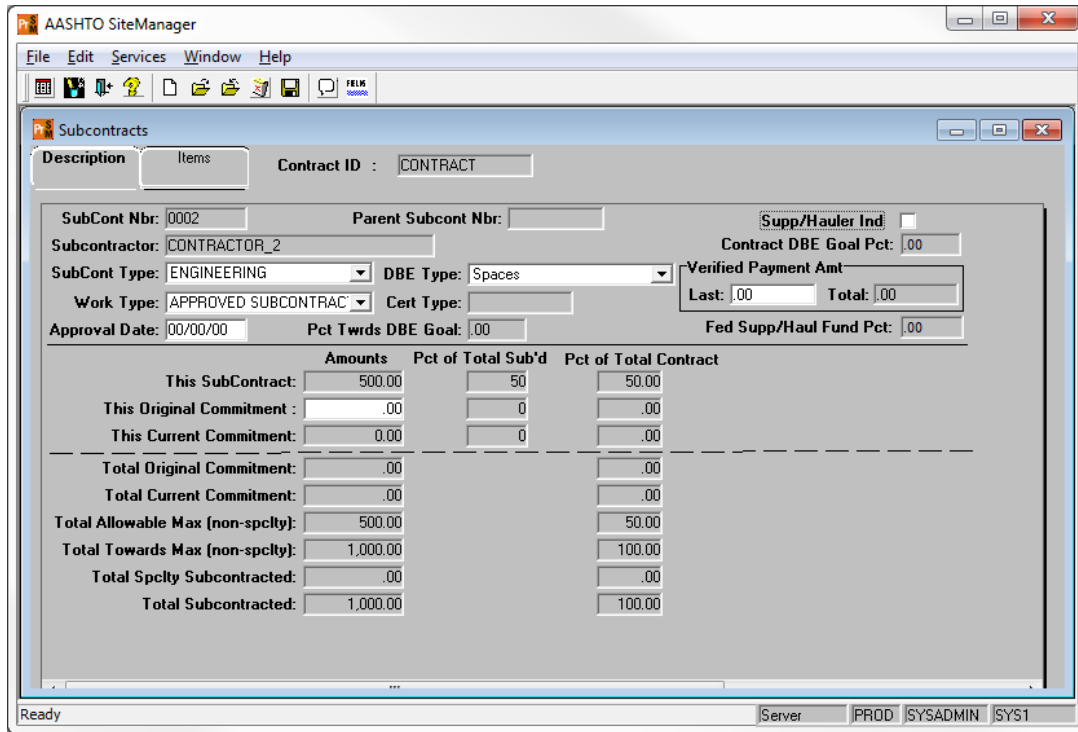 AASHTO SiteManager
File Edit Services Window Help
FELIX
Subcontracts
Description Items Contract ID : CONTRACT
SubCont Nbr: 0002 Parent Subcont Nbr: Supp/Hauler Ind
Subcontractor: CONTRACTOR_2 Contract DBE Goal Pct: .00
SubCont Type: ENGINEERING DBE Type: Spaces Verified Payment Amt
Work Type: APPROVED SUBCONTRAC Cert Type: Last: .00 Total: .00
Approval Date: 00/00/00 Pct Twrds DBE Goal: .00 Fed Supp/Haul Fund Pct: .00
Amounts Pct of Total Sub'd Pct of Total Contract
This SubContract: 500.00 50 50.00
This Original Commitment : .00 0 .00
This Current Commitment: 0.00 0 .00
Total Original Commitment: .00 .00
Total Current Commitment: .00 .00
Total Allowable Max (non-spclty): 500.00 50.00
Total Towards Max (non-spclty): 1,000.00 100.00
Total Spclty Subcontracted: .00 .00
Total Subcontracted: 1,000.00 100.00
Ready Server PROD SYSADMIN SYS1